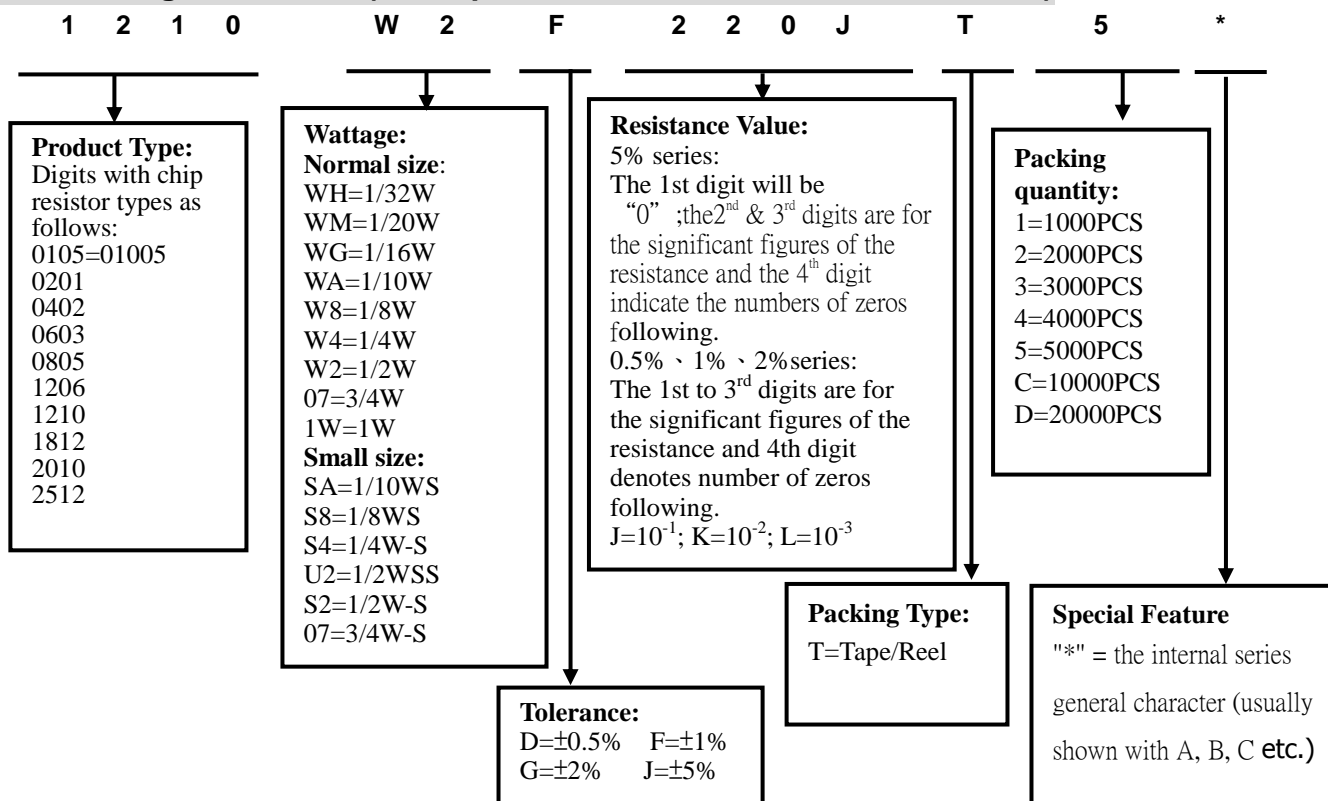 1 2 1 0 W 2 F 2 2 0 J T 5 *
Product Type:
Digits with chip
resistor types as
follows:
0105=01005
0201
0402
0603
0805
1206
1210
1812
2010
2512
Wattage:
Normal size:
WH=1/32W
WM=1/20W
WG=1/16W
WA=1/10W
W8=1/8W
W4=1/4W
W2=1/2W
07=3/4W
1W=1W
Small size:
SA=1/10WS
S8=1/8WS
S4=1/4W-S
U2=1/2WSS
S2=1/2W-S
07=3/4W-S
Tolerance:
D=±0.5% F=±1%
G=±2% J=±5%
Resistance Value:
5% series:
The 1st digit will be
“0” ;the2nd & 3rd digits are for
the significant figures of the
resistance and the 4th digit
indicate the numbers of zeros
following.
0.5%、1%、2%series:
The 1st to 3rd digits are for
the significant figures of the
resistance and 4th digit
denotes number of zeros
following.
J=10-1; K=10-2; L=10-3
Packing Type:
T=Tape/Reel
Packing
quantity:
1=1000PCS
2=2000PCS
3=3000PCS
4=4000PCS
5=5000PCS
C=10000PCS
D=20000PCS
Special Feature
"*" = the internal series
general character (usually
shown with A, B, C etc.)